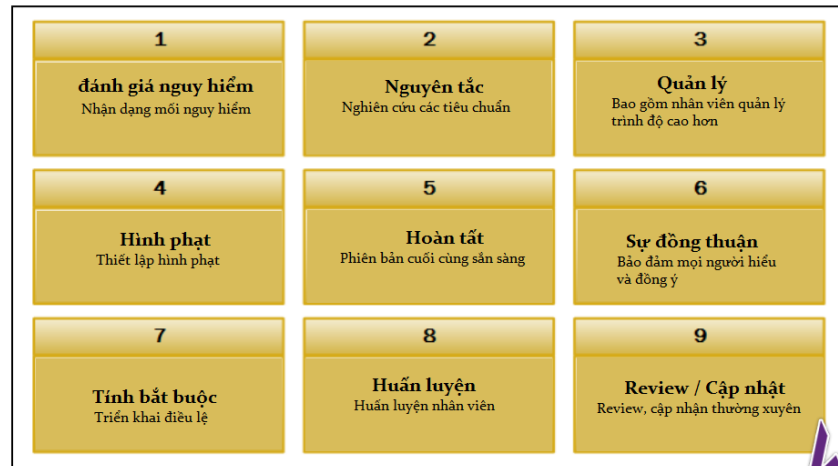 1
đánh giá nguy hiểm
Nhận dạng mối nguy hiểm
2
Nguyên tắc
Nghiên cứu các tiêu chuẩn
3
Quản lý
Bao gồm nhân viên quản lý
trình độ cao hơn
4
Hình phạt
Thiết lập hình phạt
5
Hoàn tất
Phiên bản cuối cùng sẵn sàng
6
Sự đồng thuận
Bảo đảm mọi người hiểu
và đồng ý
7
Tính bắt buộc
Triển khai điều lệ
8
Huấn luyện
Huấn luyện nhân viên
9
Review / Cập nhật
Review, cập nhận thường xuyên